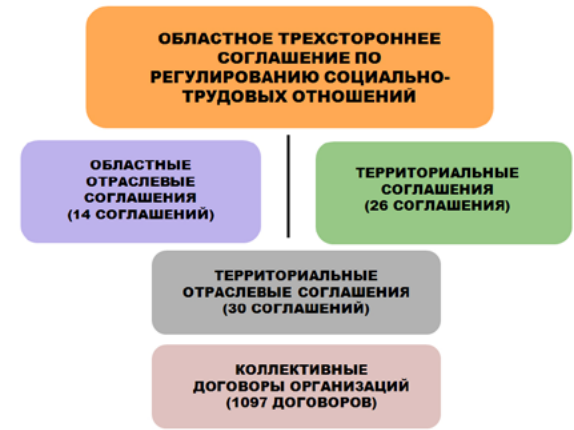 ОБЛАСТНОЕ ТРЕХСТОРОННЕЕ
СОГЛАШЕНИЕ ПО
РЕГУЛИРОВАНИЮ СОЦИАЛЬНО-
ТРУДОВЫХ ОТНОШЕНИЙ
ОБЛАСТНЫЕ
ОТРАСЛЕВЫЕ
СОГЛАШЕНИЯ
(14 СОГЛАШЕНИЙ)
ТЕРРИТОРИАЛЬНЫЕ
СОГЛАШЕНИЯ
(26 СОГЛАШЕНИЯ)
ТЕРРИТОРИАЛЬНЫЕ
ОТРАСЛЕВЫЕ СОГЛАШЕНИЯ
(30 СОГЛАШЕНИЙ)
КОЛЛЕКТИВНЫЕ
ДОГОВОРЫ ОРГАНИЗАЦИЙ
(1097 ДОГОВОРОВ)